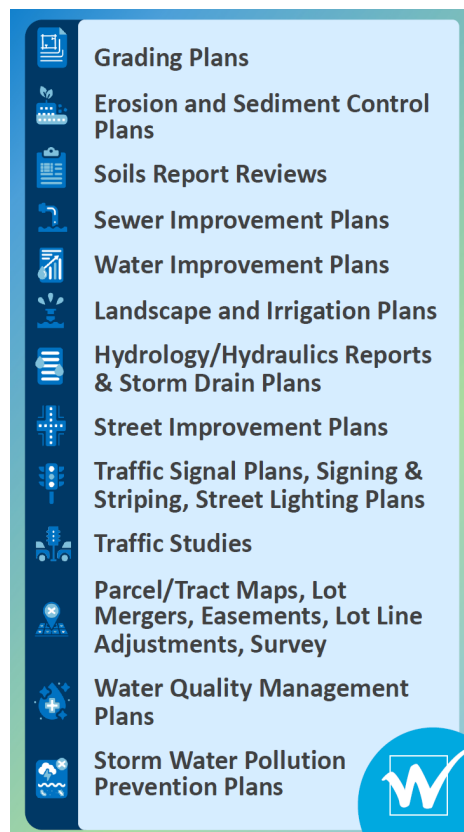 Grading Plans
Erosion and Sediment Control
Plans
Soils Report Reviews
Sewer Improvement Plans
Water Improvement Plans
Landscape and Irrigation Plans
Hydrology/Hydraulics Reports
& Storm Drain Plans
Street Improvement Plans
Traffic Signal Plans, Signing &
Striping, Street Lighting Plans
Traffic Studies
Parcel/Tract Maps, Lot
Mergers, Easements, Lot Line
Adjustments, Survey
Water Quality Management
Plans
Storm Water Pollution
Prevention Plans
W